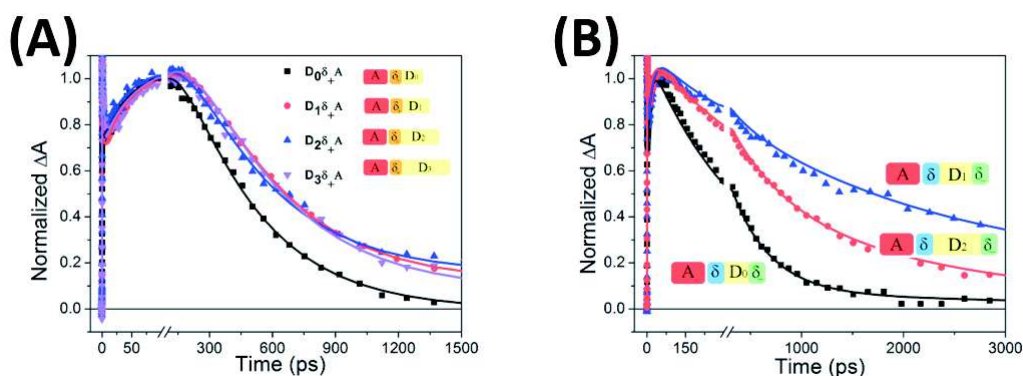 (A)
Normalized ΔA
1.0
0.8
0.6
0.4
0.2
0.0
0 50 300 600 900 1200 1500
Time (ps)
D₀δ₊A A δ D₀
D₁δ₊A A δ D₁
D₂δ₊A A δ D₂
D₃δ₊A A δ D₃
(B)
Normalized ΔA
1.0
0.8
0.6
0.4
0.2
0.0
0 150 1000 2000 3000
Time (ps)
A δ D₁ δ
A δ D₂ δ
A δ D₀ δ